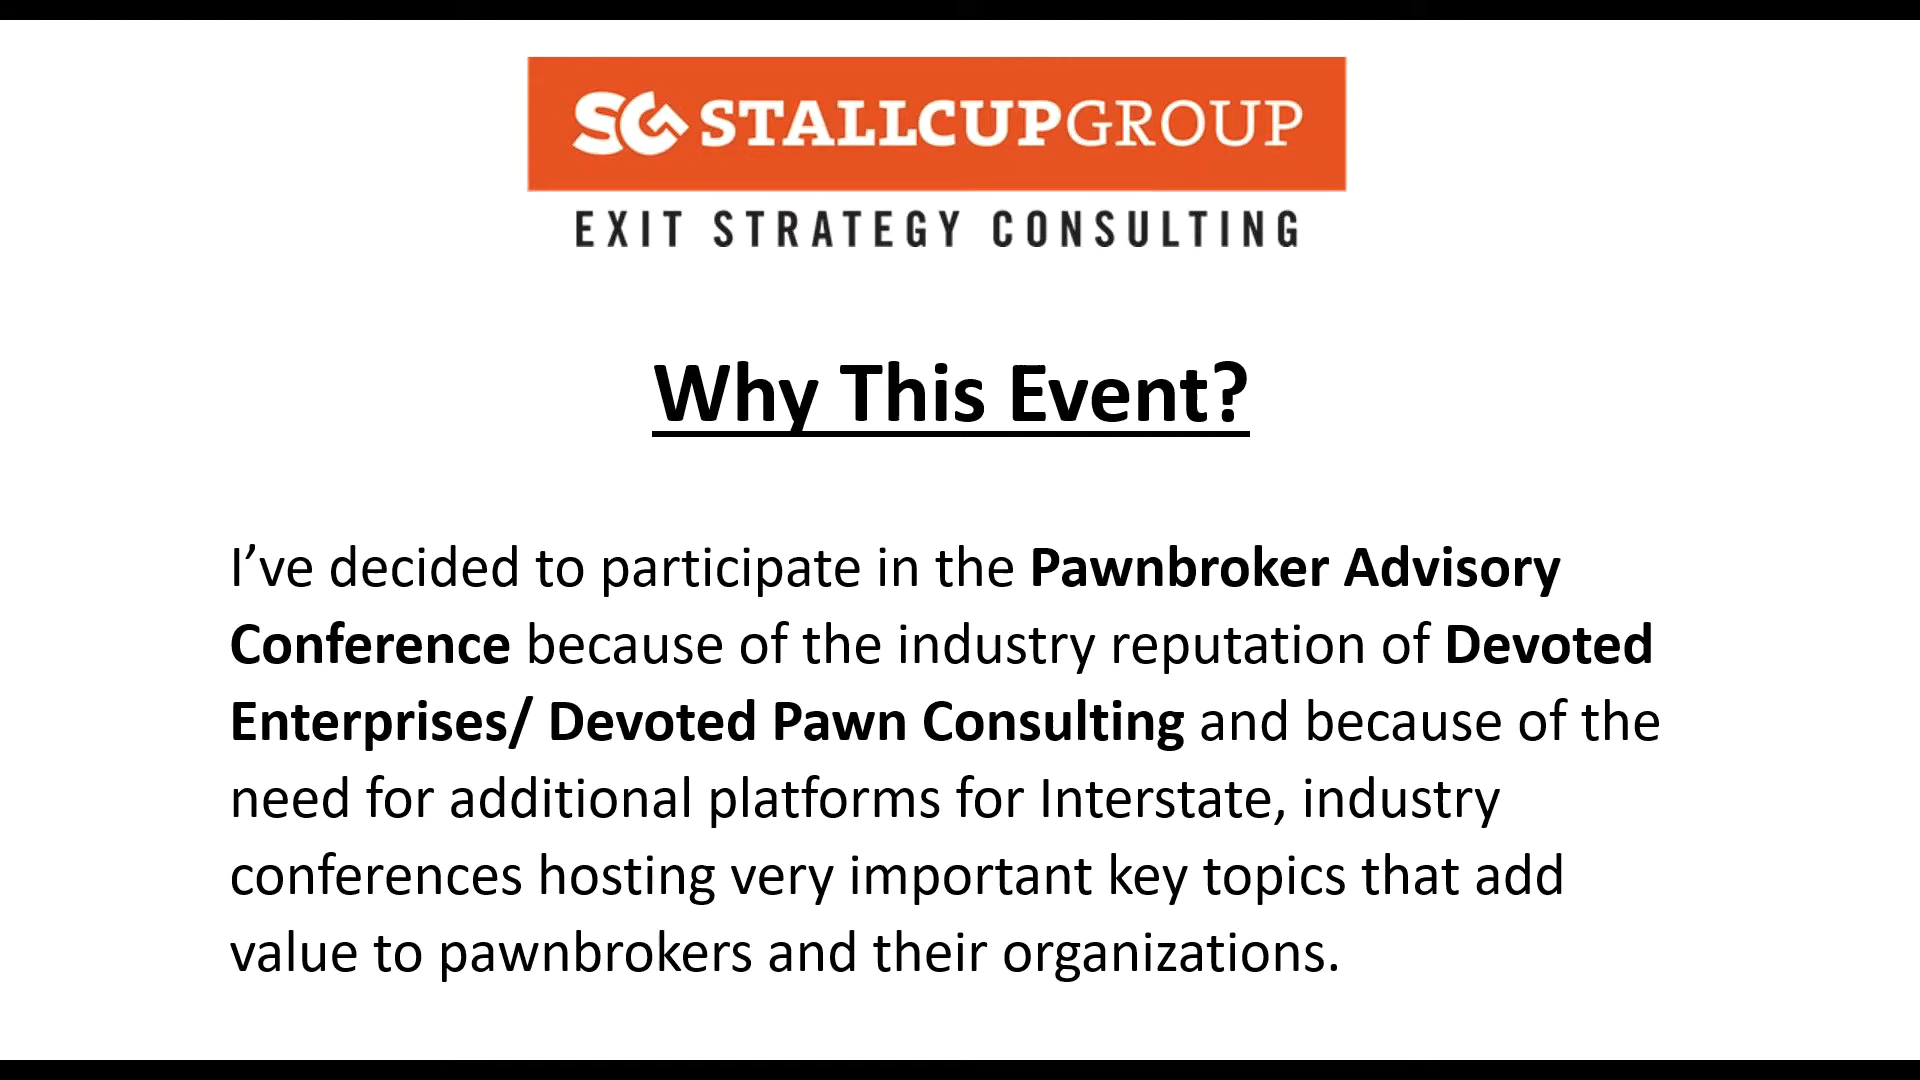 SG STALLCUPGROUP
EXIT STRATEGY CONSULTING
Why This Event?
I’ve decided to participate in the Pawnbroker Advisory
Conference because of the industry reputation of Devoted
Enterprises/ Devoted Pawn Consulting and because of the
need for additional platforms for Interstate, industry
conferences hosting very important key topics that add
value to pawnbrokers and their organizations.